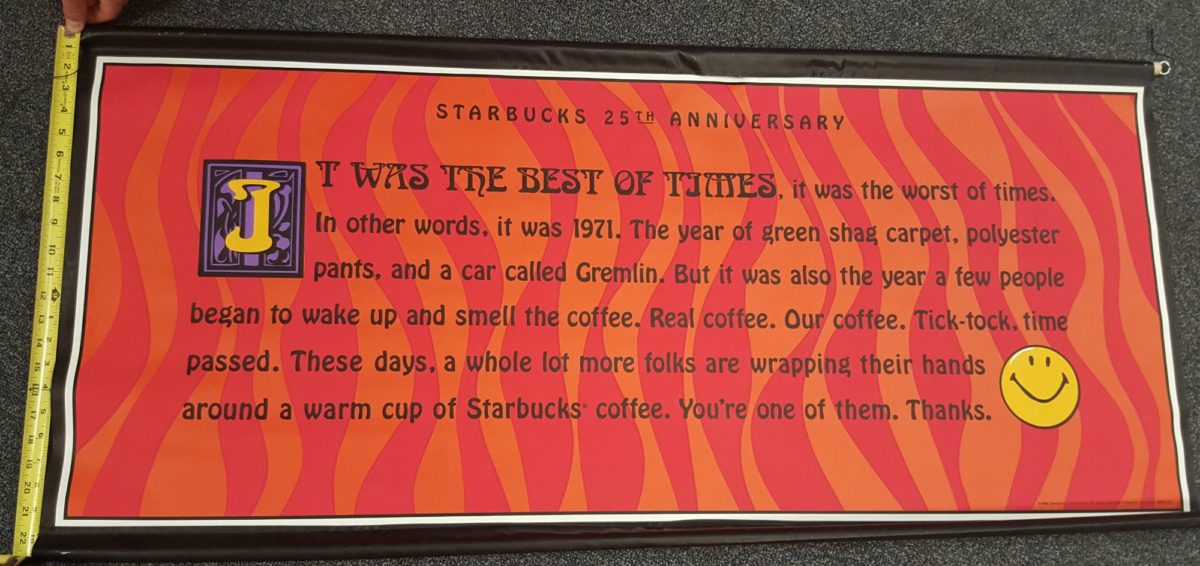 STARBUCKS 25TH ANNIVERSARY
IT WAS THE BEST OF TIMES, it was the worst of times.
In other words, it was 1971. The year of green shag carpet, polyester
pants, and a car called Gremlin. But it was also the year a few people
began to wake up and smell the coffee. Real coffee. Our coffee. Tick-tock, time
passed. These days, a whole lot more folks are wrapping their hands
around a warm cup of Starbucks® coffee. You're one of them. Thanks.